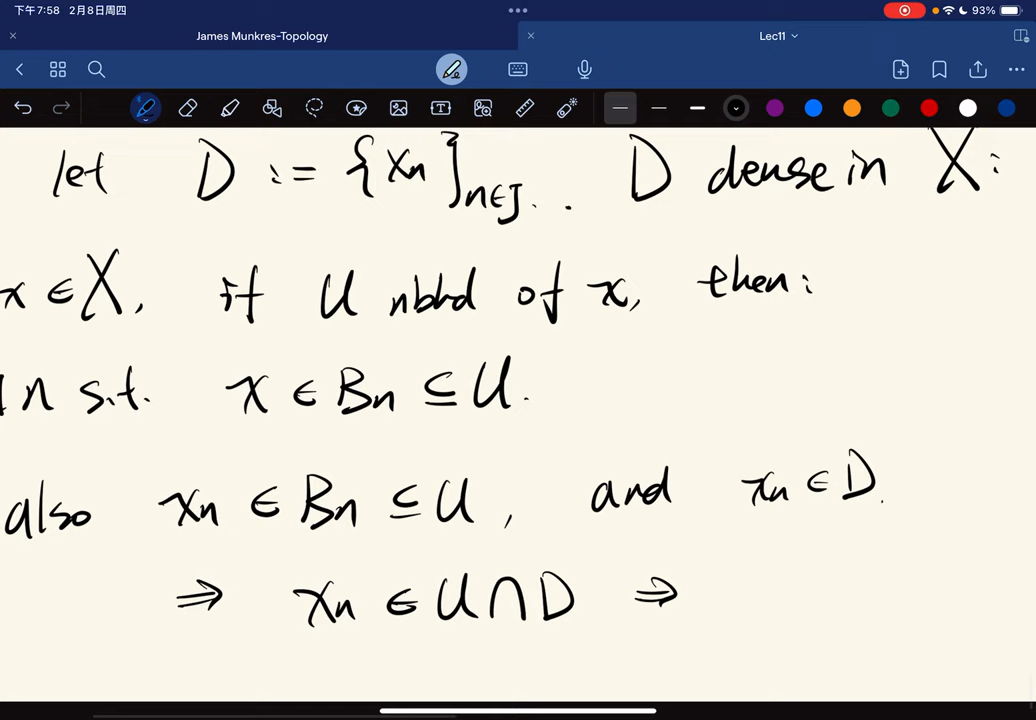 下午7:58 2月8日周四
93%
James Munkres-Topology
Lec11
let D := {xn}n∈J... D dense in X:
x ∈ X, if U nbhd of x, then:
n s.t. x ∈ Bn ⊆ U.
also xn ∈ Bn ⊆ U, and xn ∈ D.
⇒ xn ∈ U ∩ D ⇒